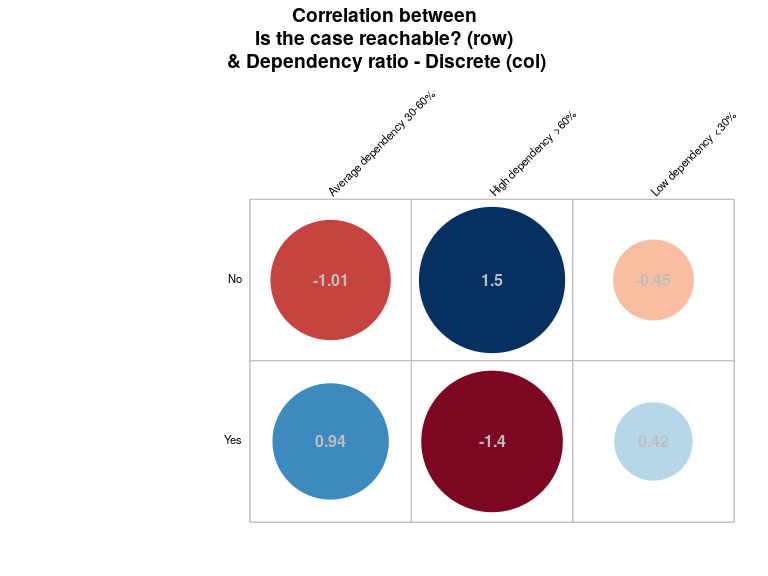 Correlation between
Is the case reachable? (row)
& Dependency ratio - Discrete (col)
Average dependency 30-60%
High dependency >60%
Low dependency <30%
No
-1.01
1.5
-0.45
Yes
0.94
-1.4
0.42